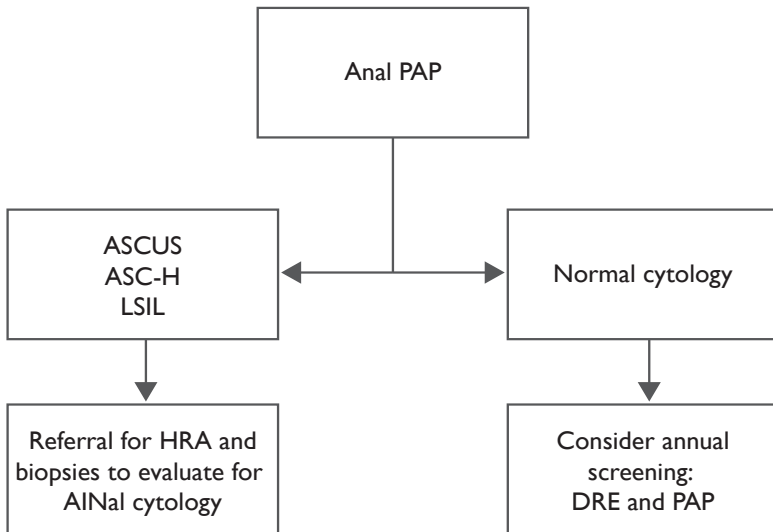 Anal PAP
ASCUS
ASC-H
LSIL
Normal cytology
Referral for HRA and
biopsies to evaluate for
AINal cytology
Consider annual
screening:
DRE and PAP